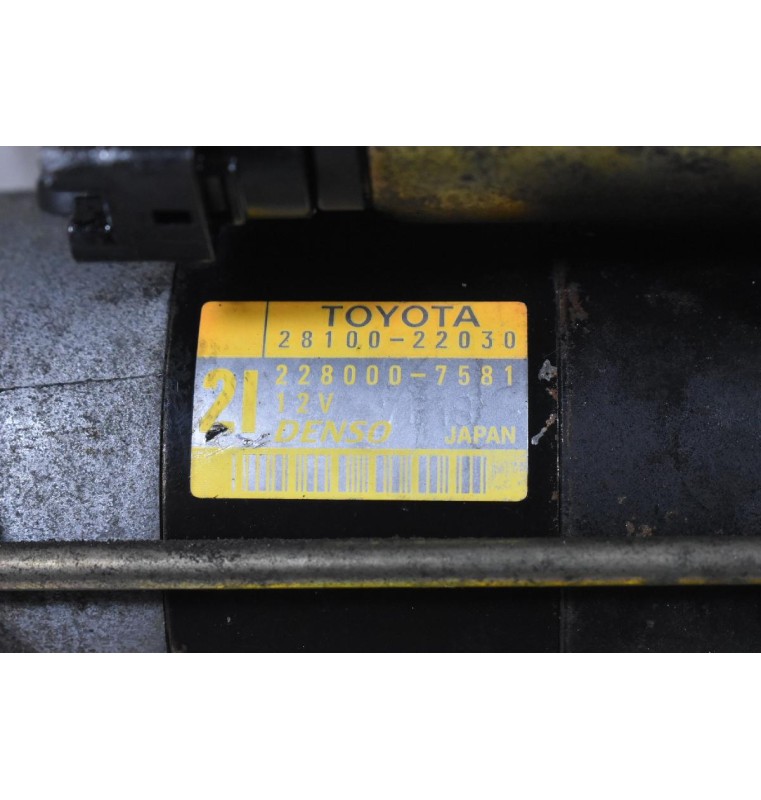 TOYOTA
28100-22030
21 228000-7581
12V
DENSO JAPAN